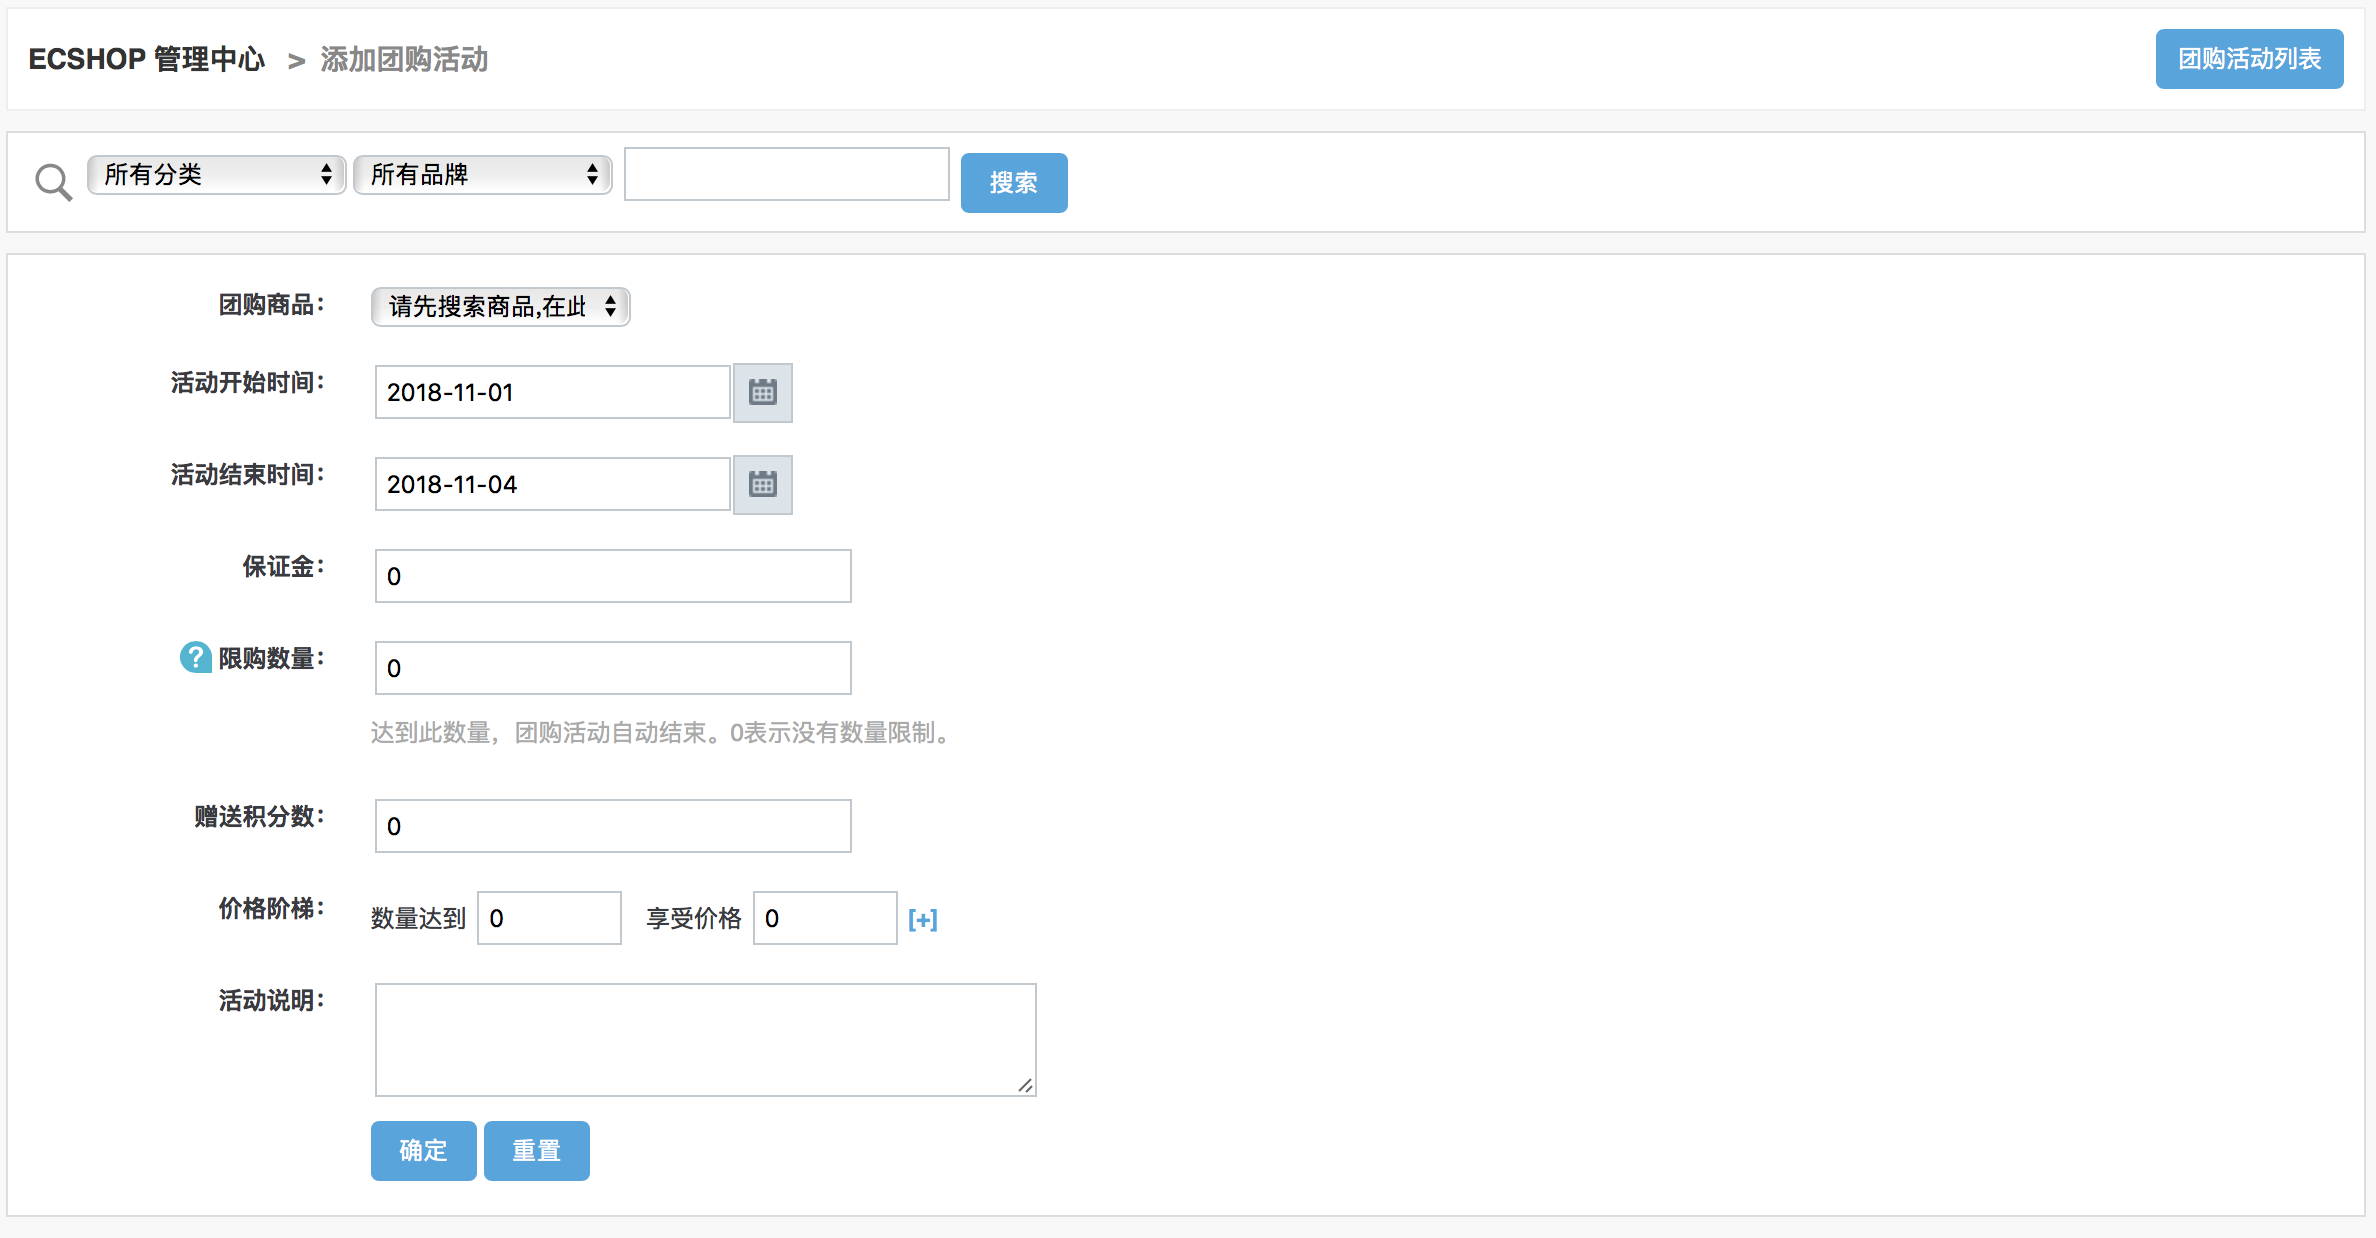 ECSHOP 管理中心 > 添加团购活动
团购活动列表
所有分类 所有品牌 搜索
团购商品: 请先搜索商品,在此
活动开始时间: 2018-11-01
活动结束时间: 2018-11-04
保证金: 0
? 限购数量: 0
达到此数量，团购活动自动结束。0表示没有数量限制。
赠送积分数: 0
价格阶梯: 数量达到 0 享受价格 0 [+]
活动说明:
确定 重置